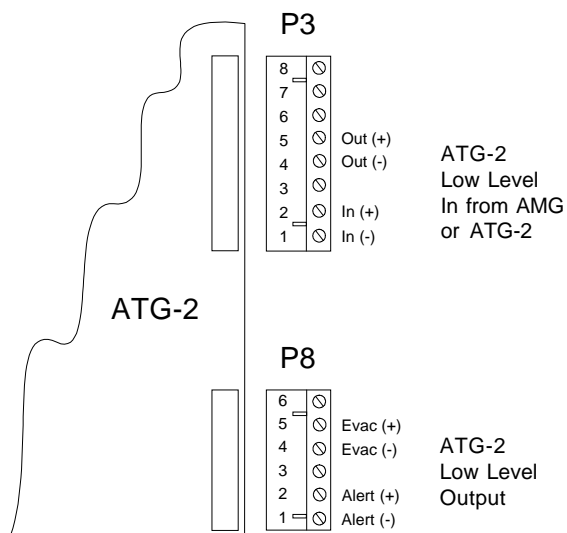 P3
8
7
6
5 Out (+)
4 Out (-)
3
2 In (+)
1 In (-)
ATG-2
Low Level
In from AMG
or ATG-2
ATG-2
P8
6
5 Evac (+)
4 Evac (-)
3
2 Alert (+)
1 Alert (-)
ATG-2
Low Level
Output